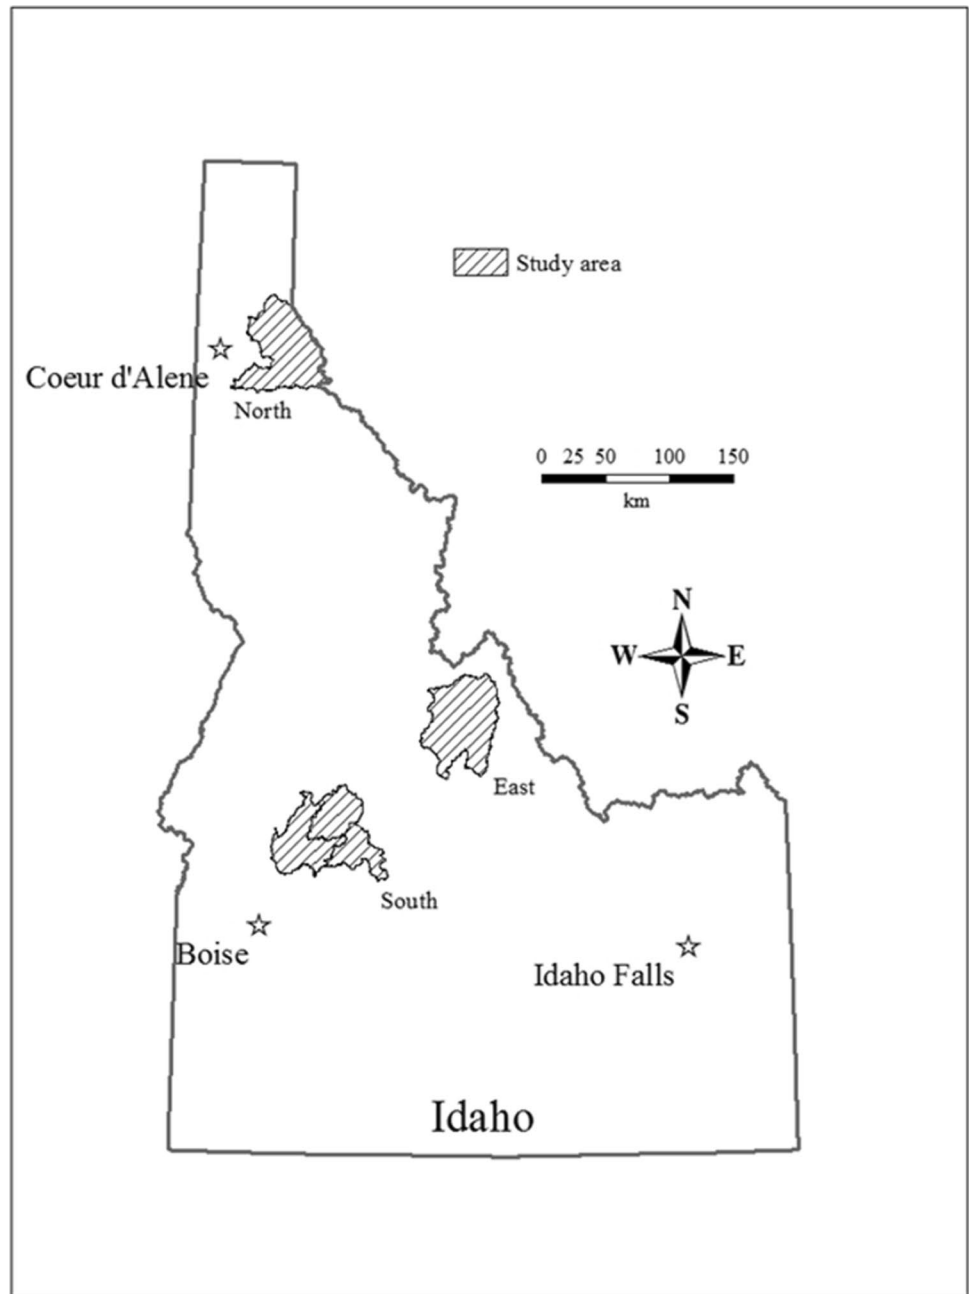 Study area
Coeur d'Alene
North
0 25 50 100 150
km
N
W E
S
East
South
Boise
Idaho Falls
Idaho